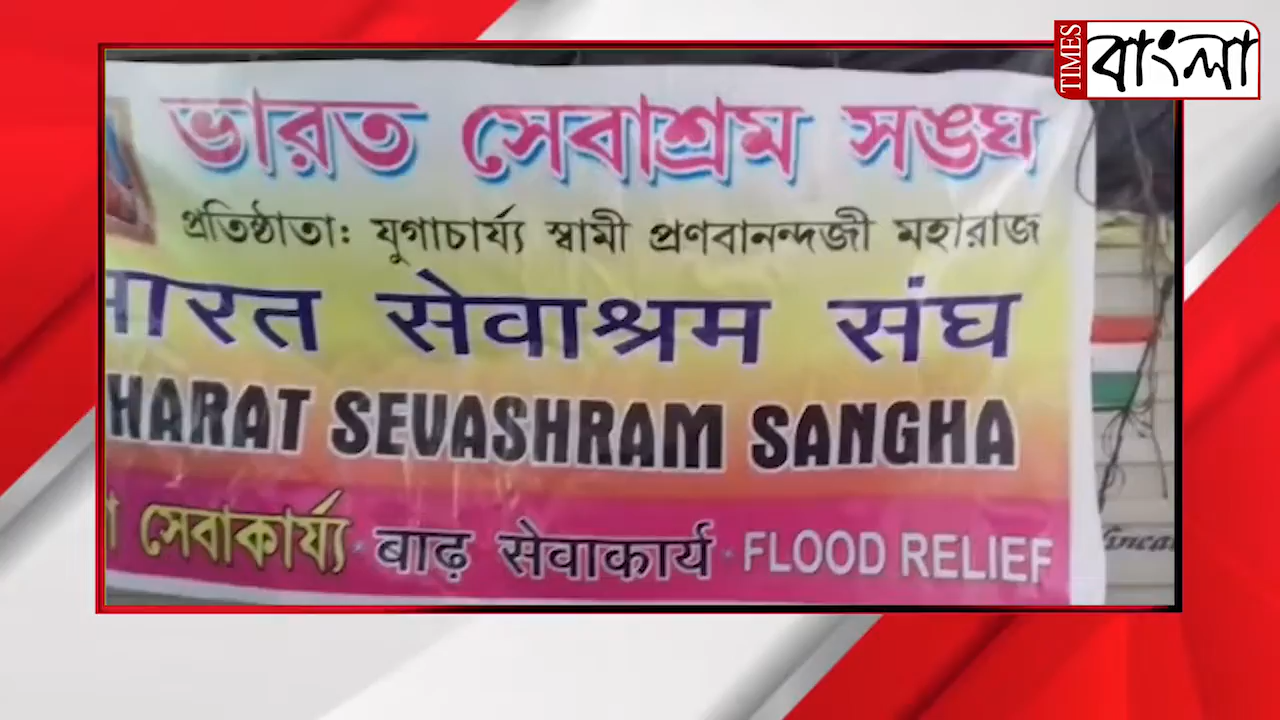 TIMES বাংলা
ভারত সেবাশ্রম সঙ্ঘ
প্রতিষ্ঠাতা: যুগাচার্য্য স্বামী প্রণবানন্দজী মহারাজ
भारत सेवाश्रम संघ
HARAT SEVASHRAM SANGHA
সেবাকার্য্য • बाढ़ सेवाकार्य • FLOOD RELIEF